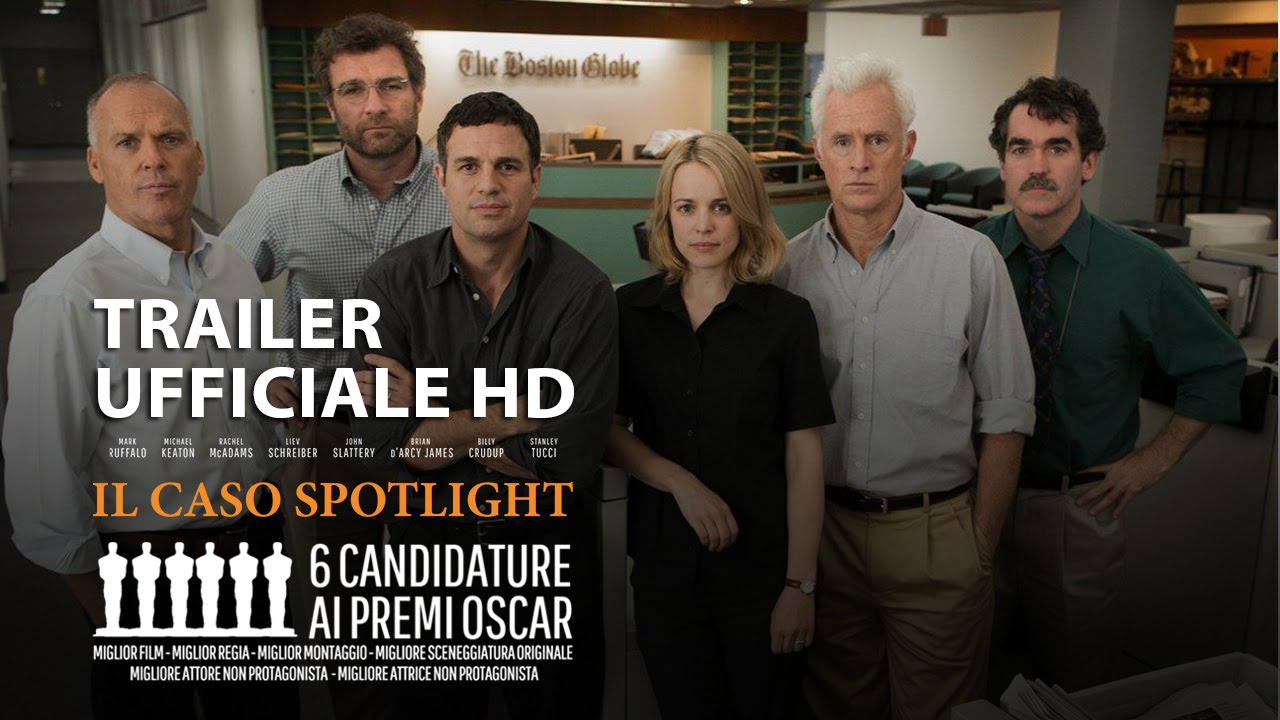 The Boston Globe
TRAILER
UFFICIALE HD
MARK RUFFALO MICHAEL KEATON RACHEL McADAMS LIEV SCHREIBER JOHN SLATTERY BRIAN D'ARCY JAMES BILLY CRUDUP STANLEY TUCCI
IL CASO SPOTLIGHT
6 CANDIDATURE
AI PREMI OSCAR
MIGLIOR FILM - MIGLIOR REGIA - MIGLIOR MONTAGGIO - MIGLIORE SCENEGGIATURA ORIGINALE
MIGLIORE ATTORE NON PROTAGONISTA - MIGLIORE ATTRICE NON PROTAGONISTA